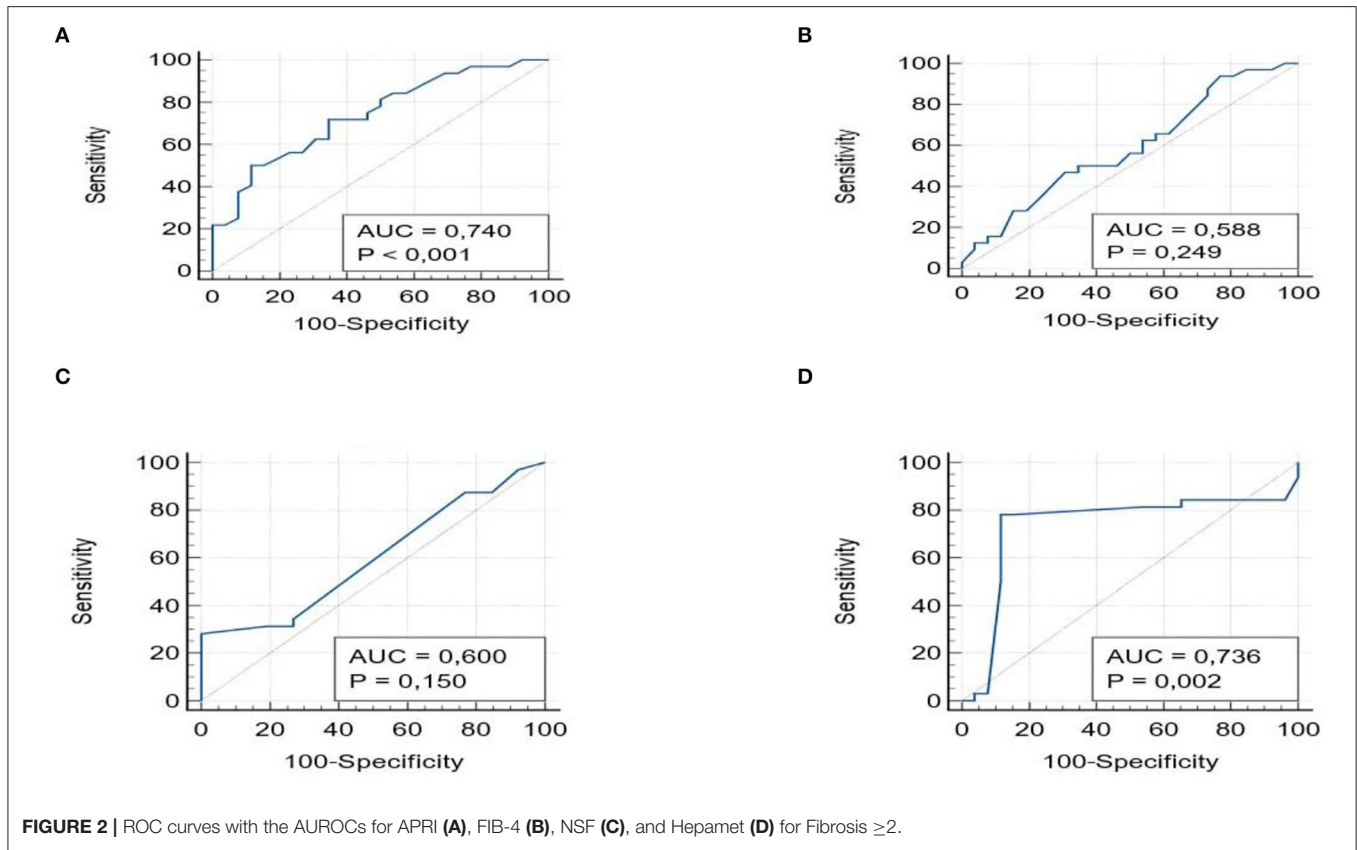 A
100
80
60
40
20
0
Sensitivity
AUC = 0,740
P < 0,001
0 20 40 60 80 100
100-Specificity
B
100
80
60
40
20
0
Sensitivity
AUC = 0,588
P = 0,249
0 20 40 60 80 100
100-Specificity
C
100
80
60
40
20
0
Sensitivity
AUC = 0,600
P = 0,150
0 20 40 60 80 100
100-Specificity
D
100
80
60
40
20
0
Sensitivity
AUC = 0,736
P = 0,002
0 20 40 60 80 100
100-Specificity
FIGURE 2 | ROC curves with the AUROCs for APRI (A), FIB-4 (B), NSF (C), and Hepamet (D) for Fibrosis ≥2.